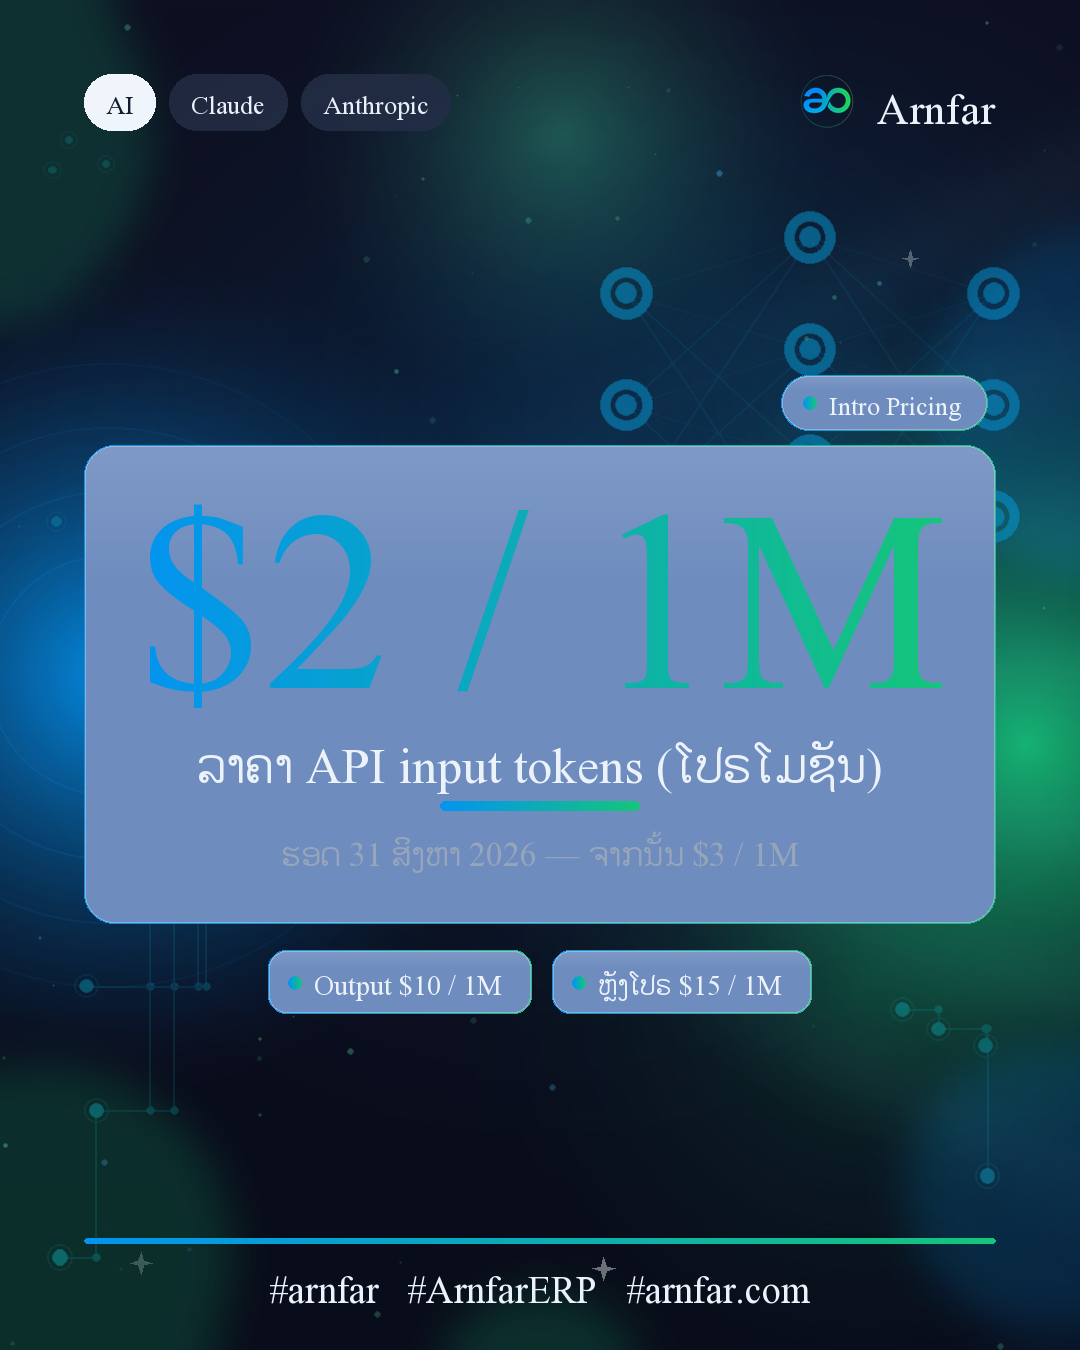 AI Claude Anthropic
Arnfar
Intro Pricing
$2 / 1M
ລາຄາ API input tokens (ໂປຣໂມຊັນ)
ຮອດ 31 ສິງຫາ 2026 — ຈາກນັ້ນ $3 / 1M
Output $10 / 1M
ຫຼັງໂປຣ $15 / 1M
#arnfar #ArnfarERP #arnfar.com